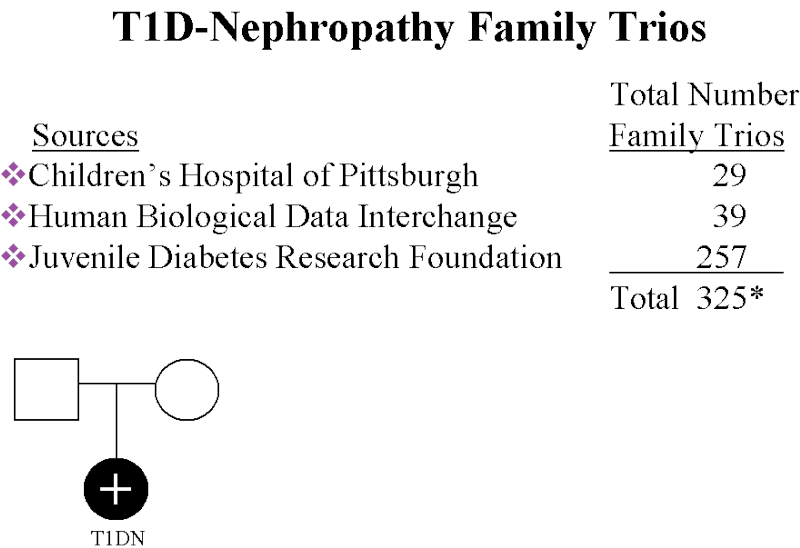 T1D-Nephropathy Family Trios
Total Number
Sources Family Trios
❖Children's Hospital of Pittsburgh 29
❖Human Biological Data Interchange 39
❖Juvenile Diabetes Research Foundation 257
Total 325*
+
T1DN